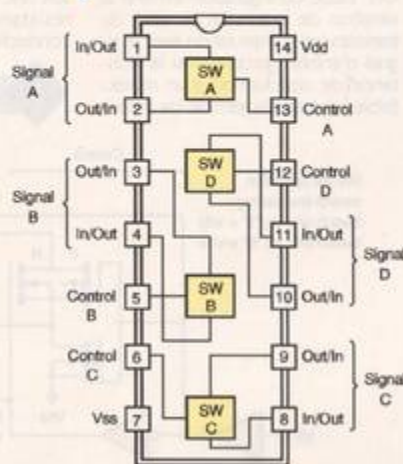 In/Out 1 14 Vdd
Signal A
SW A
Out/In 2 13 Control A
Out/In 3 12 Control D
SW D
Signal B
In/Out 4 11 In/Out
Signal D
Control B 5 10 Out/In
SW B
Control C 6 9 Out/In
Signal C
Vss 7 8 In/Out
SW C